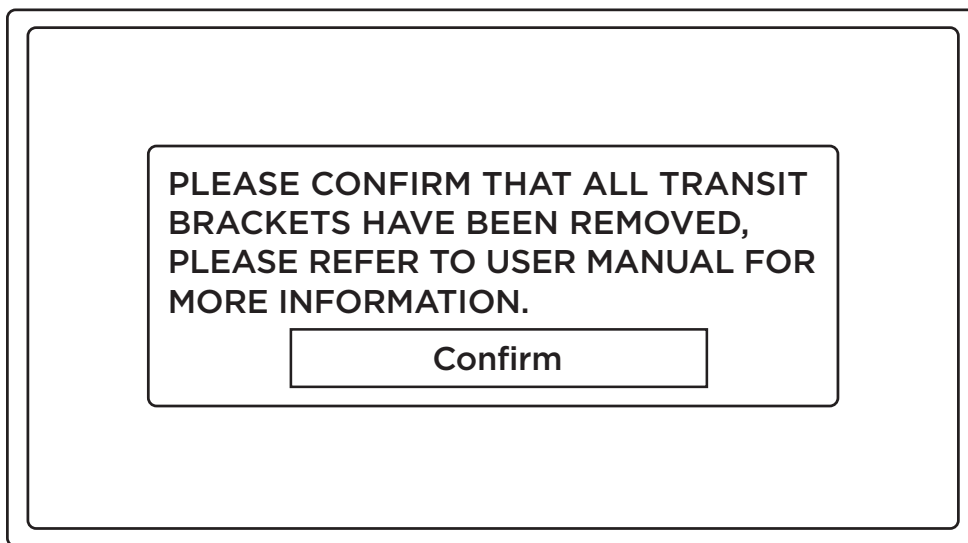 PLEASE CONFIRM THAT ALL TRANSIT
BRACKETS HAVE BEEN REMOVED,
PLEASE REFER TO USER MANUAL FOR
MORE INFORMATION.
Confirm